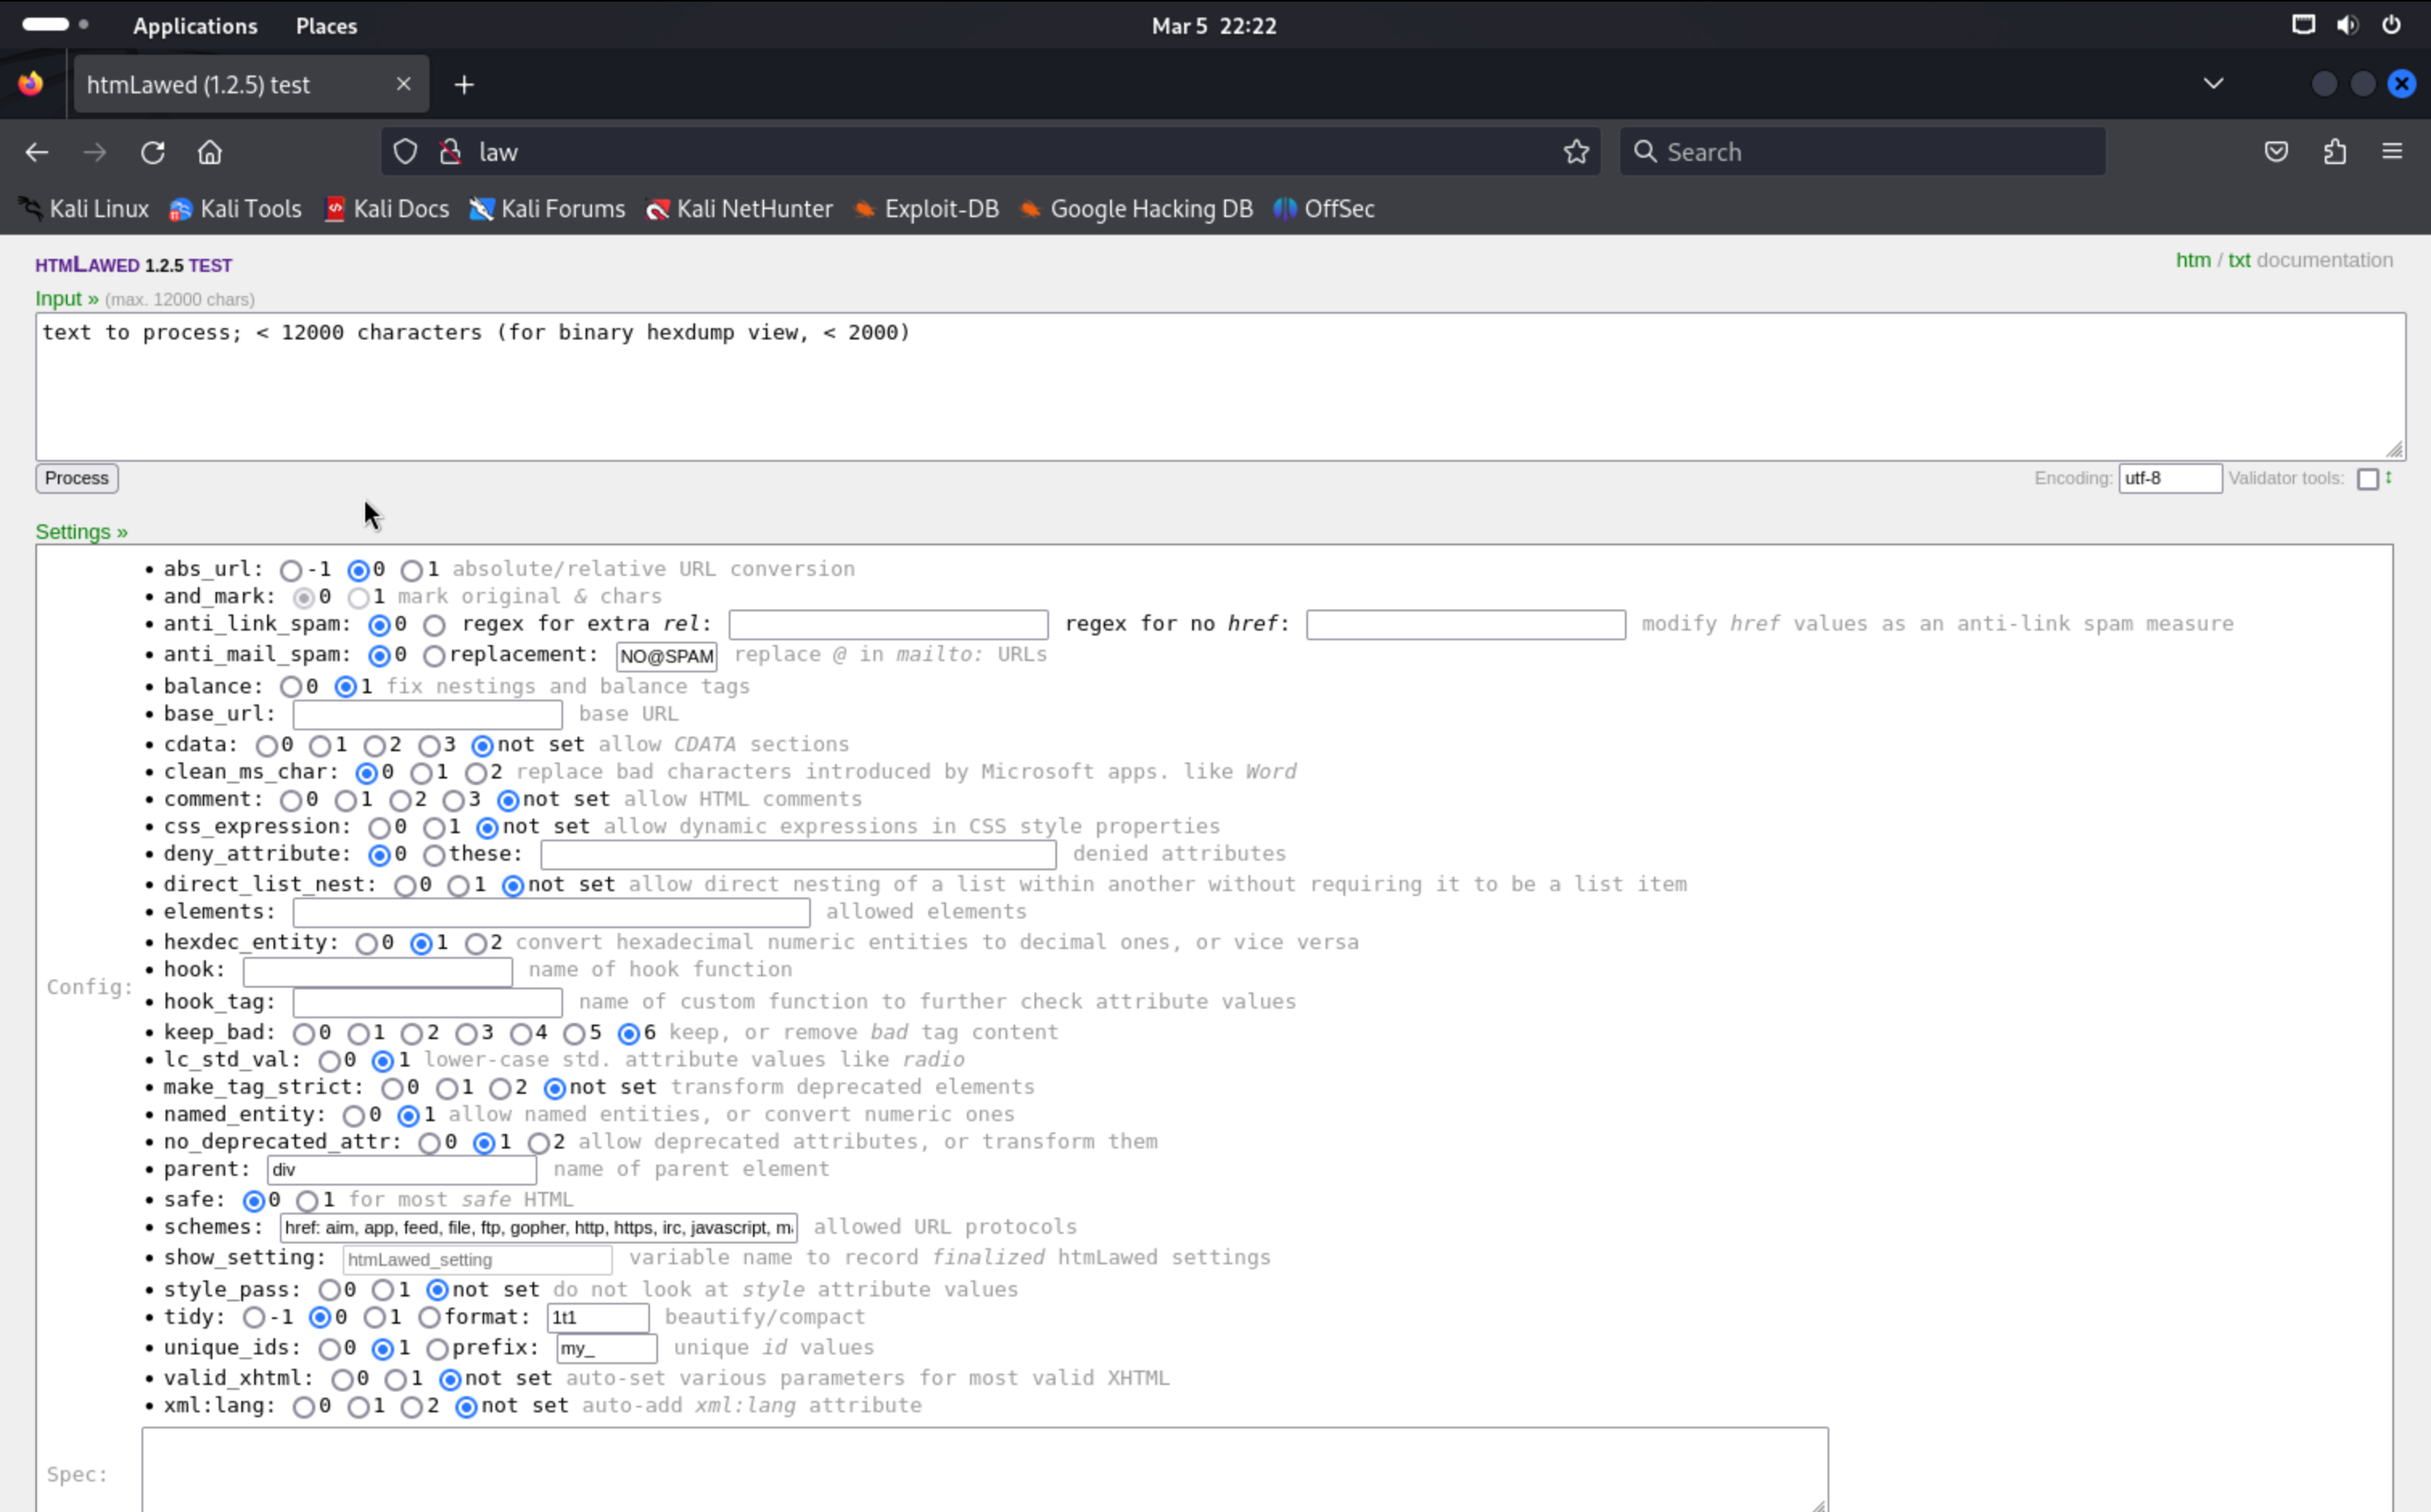 Applications Places Mar 5 22:22
htmLawed (1.2.5) test
law Search
Kali Linux Kali Tools Kali Docs Kali Forums Kali NetHunter Exploit-DB Google Hacking DB OffSec
HTMLAWED 1.2.5 TEST htm / txt documentation
Input » (max. 12000 chars)
text to process; < 12000 characters (for binary hexdump view, < 2000)
Process Encoding: utf-8 Validator tools: ↕
Settings »
• abs_url: -1 0 1 absolute/relative URL conversion
• and_mark: 0 1 mark original & chars
• anti_link_spam: 0 regex for extra rel: regex for no href: modify href values as an anti-link spam measure
• anti_mail_spam: 0 replacement: NO@SPAM replace @ in mailto: URLs
• balance: 0 1 fix nestings and balance tags
• base_url: base URL
• cdata: 0 1 2 3 not set allow CDATA sections
• clean_ms_char: 0 1 2 replace bad characters introduced by Microsoft apps. like Word
• comment: 0 1 2 3 not set allow HTML comments
• css_expression: 0 1 not set allow dynamic expressions in CSS style properties
• deny_attribute: 0 these: denied attributes
• direct_list_nest: 0 1 not set allow direct nesting of a list within another without requiring it to be a list item
• elements: allowed elements
• hexdec_entity: 0 1 2 convert hexadecimal numeric entities to decimal ones, or vice versa
• hook: name of hook function
Config:
• hook_tag: name of custom function to further check attribute values
• keep_bad: 0 1 2 3 4 5 6 keep, or remove bad tag content
• lc_std_val: 0 1 lower-case std. attribute values like radio
• make_tag_strict: 0 1 2 not set transform deprecated elements
• named_entity: 0 1 allow named entities, or convert numeric ones
• no_deprecated_attr: 0 1 2 allow deprecated attributes, or transform them
• parent: div name of parent element
• safe: 0 1 for most safe HTML
• schemes: href: aim, app, feed, file, ftp, gopher, http, https, irc, javascript, allowed URL protocols
• show_setting: htmLawed_setting variable name to record finalized htmLawed settings
• style_pass: 0 1 not set do not look at style attribute values
• tidy: -1 0 1 format: 1t1 beautify/compact
• unique_ids: 0 1 prefix: my_ unique id values
• valid_xhtml: 0 1 not set auto-set various parameters for most valid XHTML
• xml:lang: 0 1 2 not set auto-add xml:lang attribute
Spec: